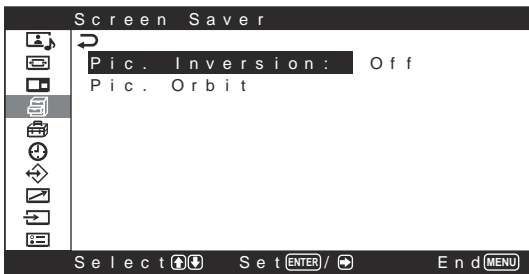 Screen Saver
Pic. Inversion: Off
Pic. Orbit
Select Set ENTER / End MENU